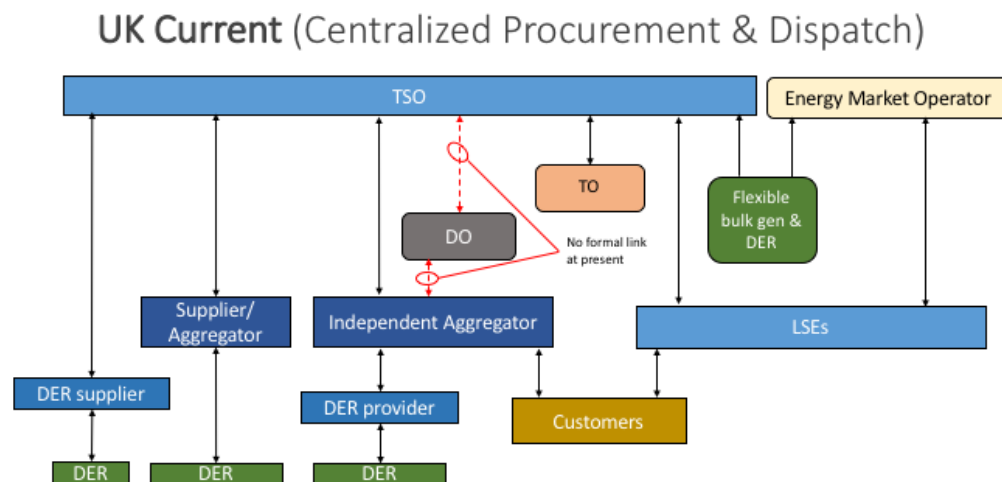 UK Current (Centralized Procurement & Dispatch)
TSO
Energy Market Operator
TO
Flexible
bulk gen &
DER
DO
No formal link
at present
Supplier/
Aggregator
Independent Aggregator
LSEs
DER supplier
DER provider
Customers
DER
DER
DER